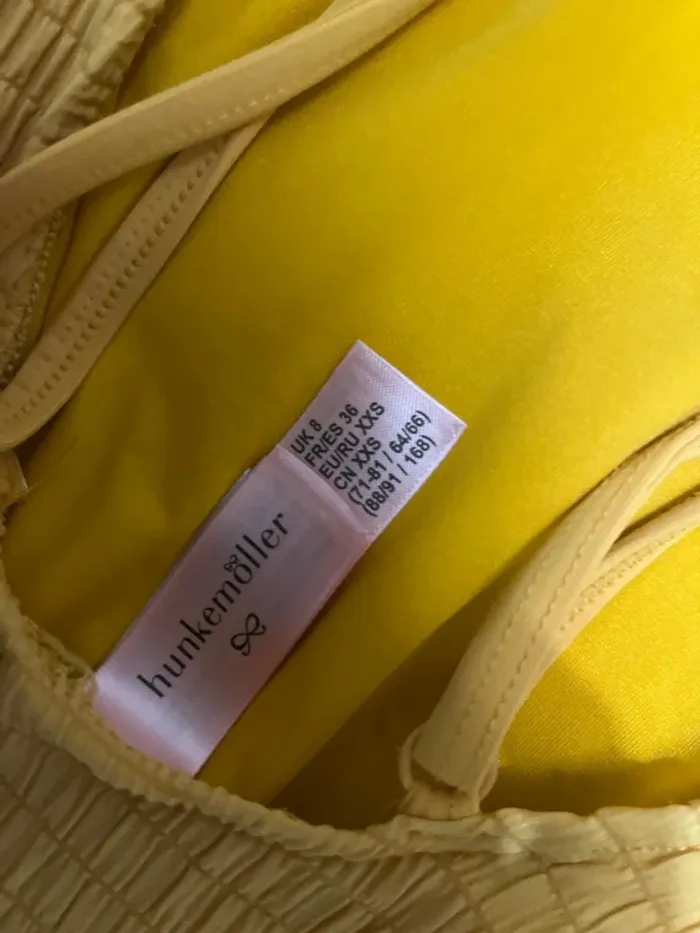 UK 8
FR/ES 36
EU/RU XXS
CN XXS
(71-81 / 64/66)
(88/91 / 168)
hunkemöller